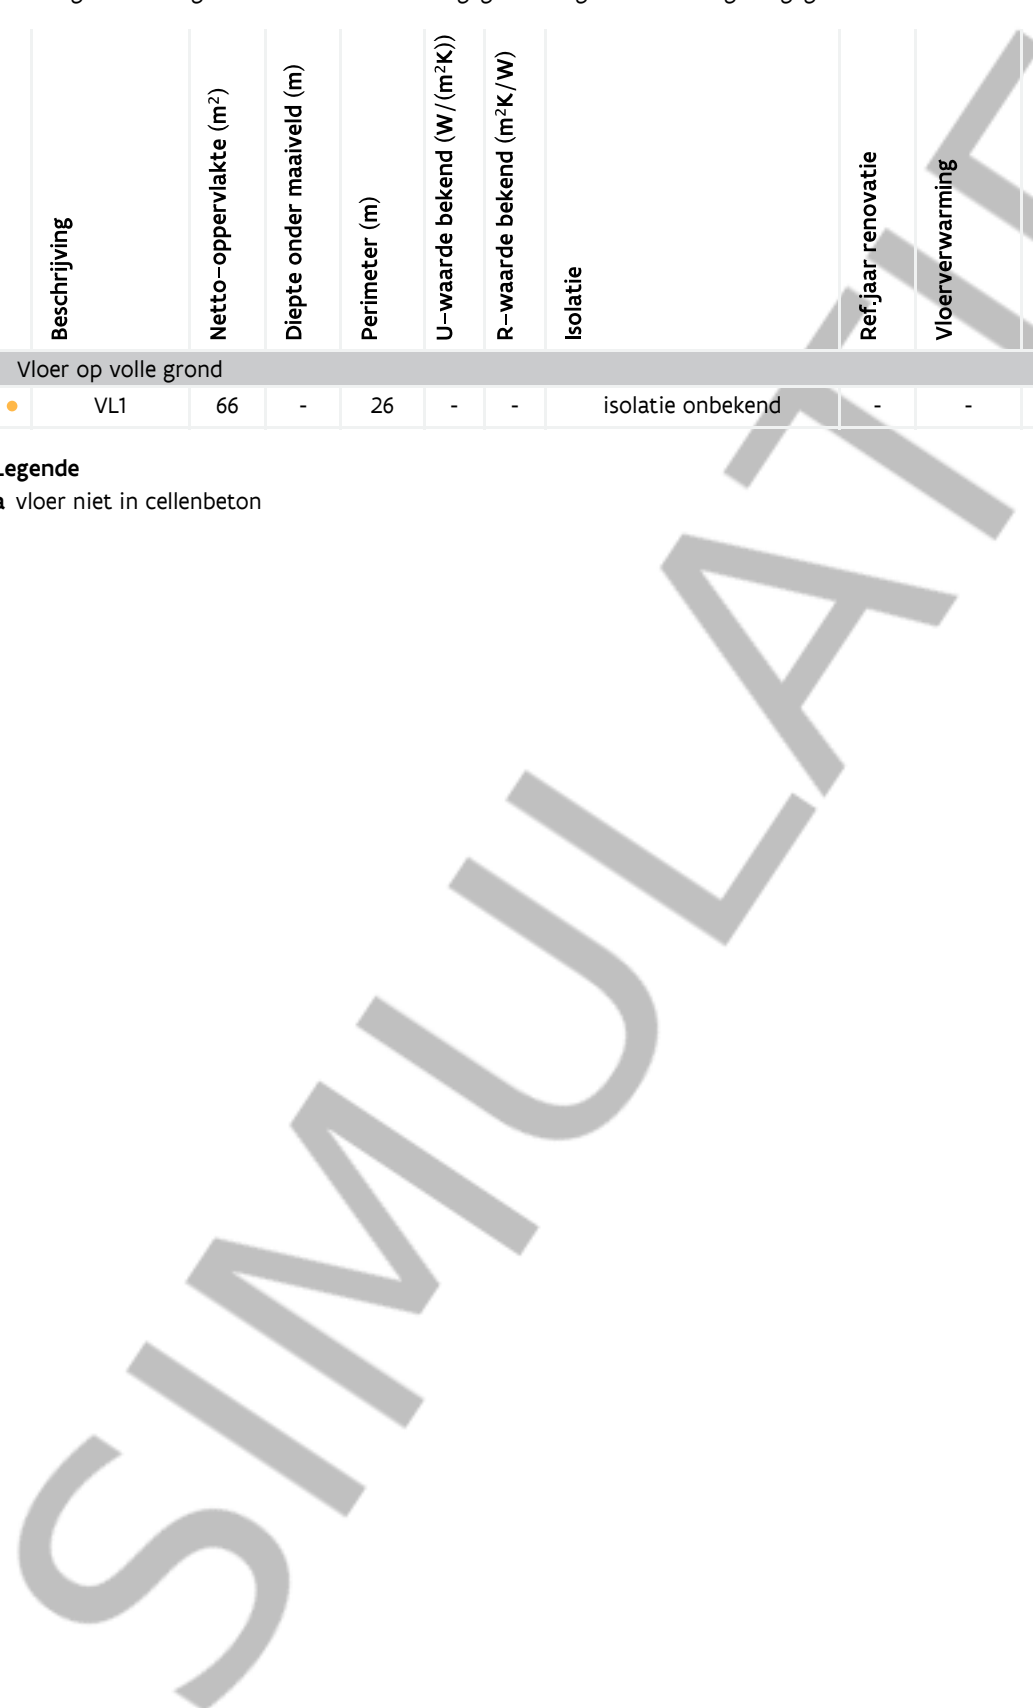 Beschrijving
Netto-oppervlakte (m²)
Diepte onder maaiveld (m)
Perimeter (m)
U-waarde bekend (W/(m²K))
R-waarde bekend (m²K/W)
Isolatie
Ref.jaar renovatie
Vloerverwarming
Vloer op volle grond
VL1 66 - 26 - - isolatie onbekend - -
Legende
a vloer niet in cellenbeton
SIMULAT